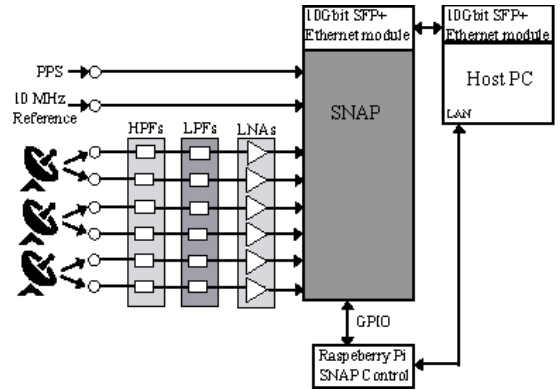 10Gbit SFP+
Ethernet module
10Gbit SFP+
Ethernet module
PPS
10 MHz
Reference
HPFs
LPFs
LNAs
SNAP
Host PC
LAN
GPIO
Raspeberry Pi
SNAP Control